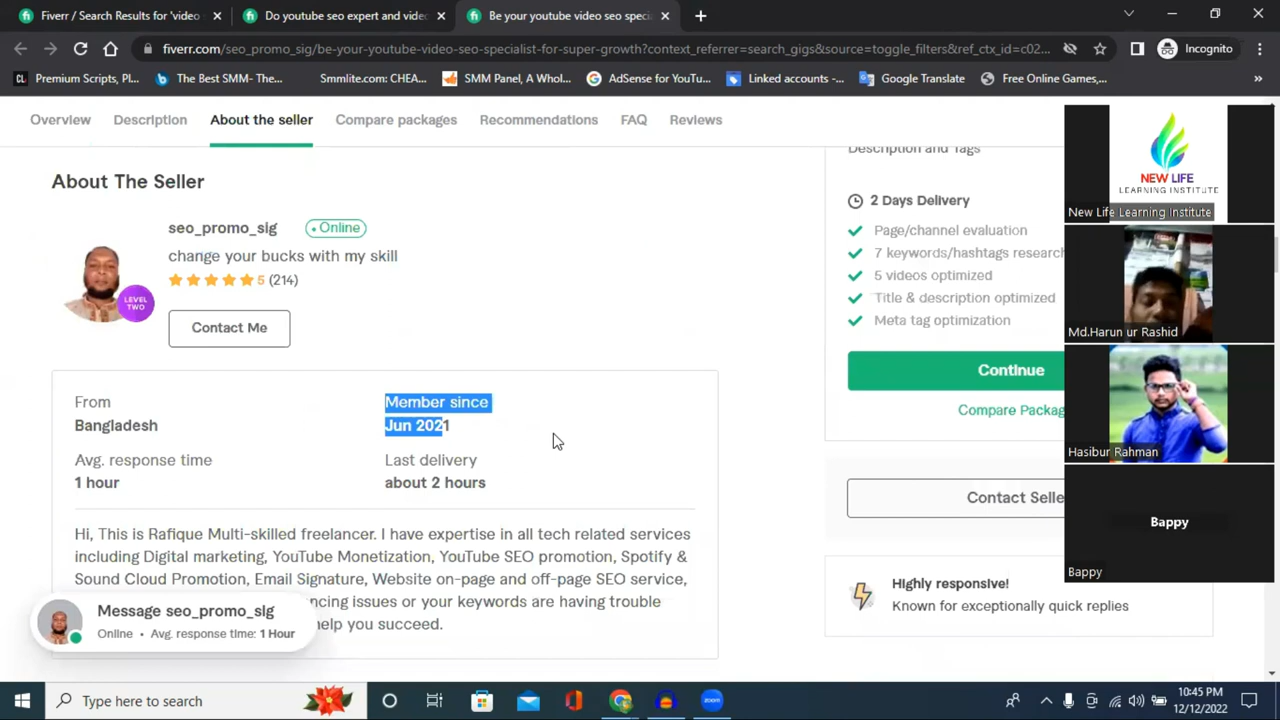 Fiverr / Search Results for 'video s
Do youtube seo expert and video
Be your youtube video seo speci
fiverr.com/seo_promo_sig/be-your-youtube-video-seo-specialist-for-super-growth?context_referrer=search_gigs&source=toggle_filters&ref_ctx_id=c02...
Incognito
Premium Scripts, Pl...
The Best SMM- The...
Smmlite.com: CHEA...
SMM Panel, A Whol...
AdSense for YouTu...
Linked accounts -...
Google Translate
Free Online Games,...
Overview
Description
About the seller
Compare packages
Recommendations
FAQ
Reviews
About The Seller
seo_promo_sig
Online
change your bucks with my skill
5 (214)
LEVEL
TWO
Contact Me
From
Bangladesh
Member since
Jun 2021
Avg. response time
1 hour
Last delivery
about 2 hours
Hi, This is Rafique Multi-skilled freelancer. I have expertise in all tech related services
including Digital marketing, YouTube Monetization, YouTube SEO promotion, Spotify &
Sound Cloud Promotion, Email Signature, Website on-page and off-page SEO service,
ncing issues or your keywords are having trouble
help you succeed.
Message seo_promo_sig
Online • Avg. response time: 1 Hour
Description and Tags
2 Days Delivery
Page/channel evaluation
7 keywords/hashtags research
5 videos optimized
Title & description optimized
Meta tag optimization
Continue
Compare Packag
Contact Selle
Highly responsive!
Known for exceptionally quick replies
NEW LIFE
LEARNING INSTITUTE
New Life Learning Institute
Md.Harun ur Rashid
Hasibur Rahman
Bappy
Bappy
Type here to search
10:45 PM
12/12/2022